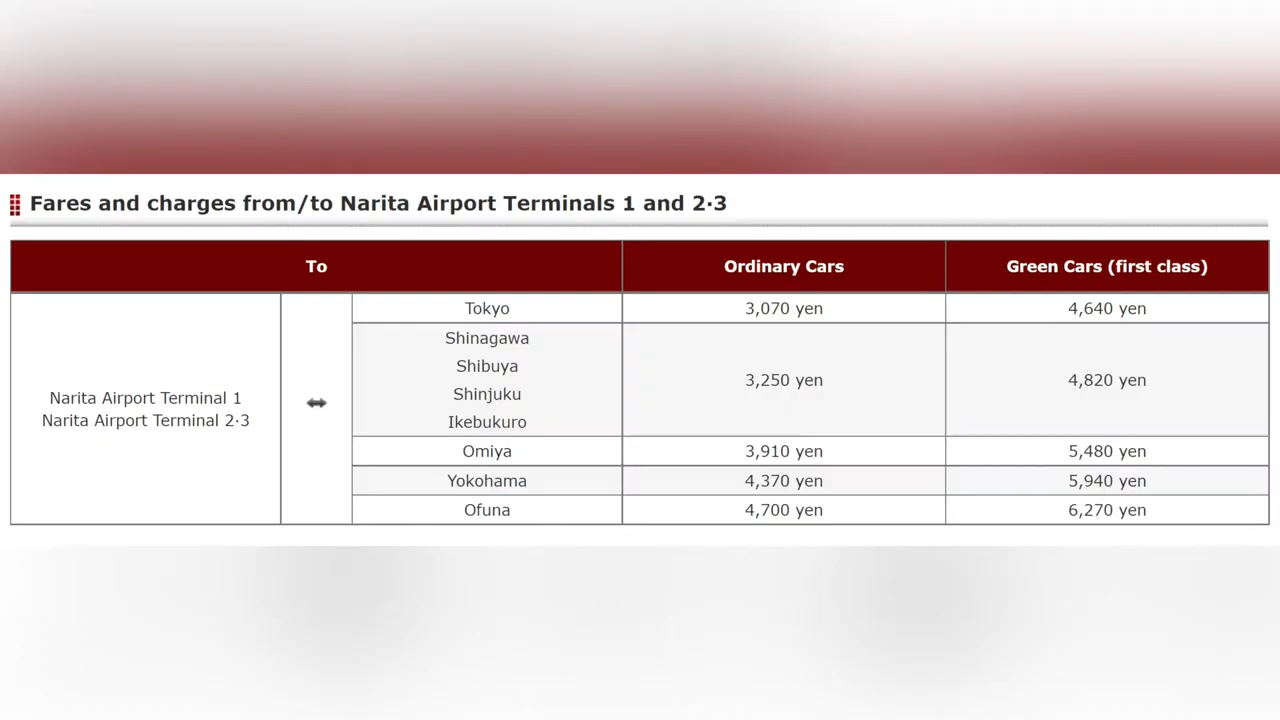 Fares and charges from/to Narita Airport Terminals 1 and 2·3
To Ordinary Cars Green Cars (first class)
Narita Airport Terminal 1
Narita Airport Terminal 2·3
Tokyo 3,070 yen 4,640 yen
Shinagawa
Shibuya
Shinjuku
Ikebukuro
3,250 yen 4,820 yen
Omiya 3,910 yen 5,480 yen
Yokohama 4,370 yen 5,940 yen
Ofuna 4,700 yen 6,270 yen